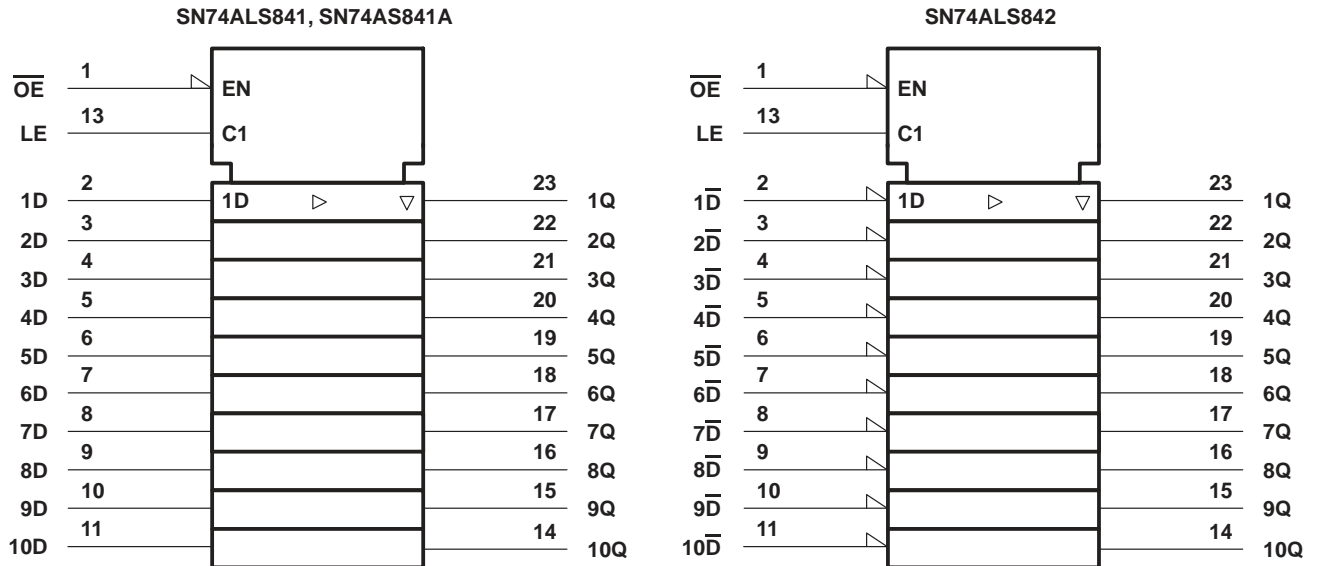 SN74ALS841, SN74AS841A
OE̅ 1 EN
LE 13 C1
1D 2 1D 23 1Q
2D 3 22 2Q
3D 4 21 3Q
4D 5 20 4Q
5D 6 19 5Q
6D 7 18 6Q
7D 8 17 7Q
8D 9 16 8Q
9D 10 15 9Q
10D 11 14 10Q
SN74ALS842
OE̅ 1 EN
LE 13 C1
1D̅ 2 1D 23 1Q
2D̅ 3 22 2Q
3D̅ 4 21 3Q
4D̅ 5 20 4Q
5D̅ 6 19 5Q
6D̅ 7 18 6Q
7D̅ 8 17 7Q
8D̅ 9 16 8Q
9D̅ 10 15 9Q
10D̅ 11 14 10Q